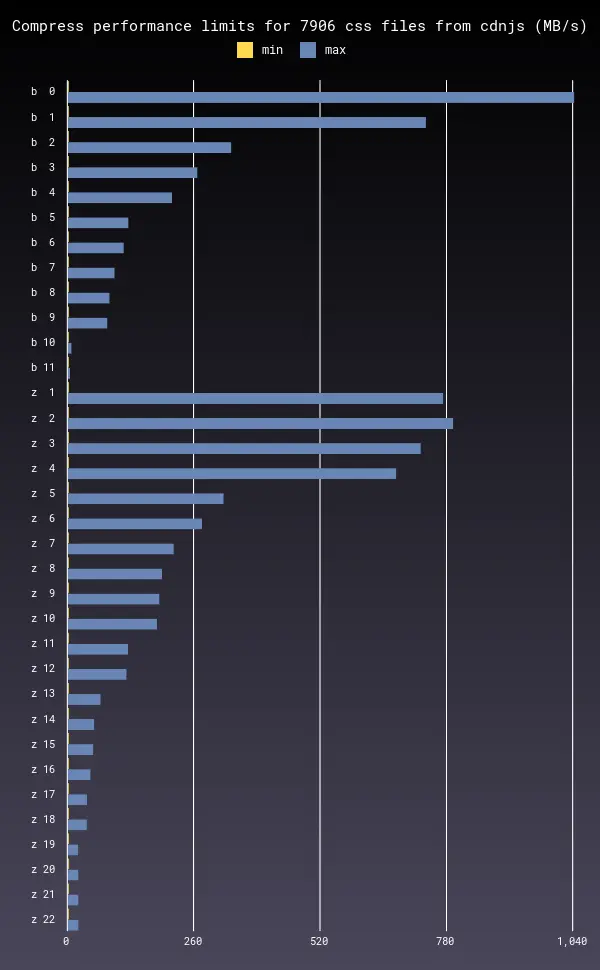 Compress performance limits for 7906 css files from cdnjs (MB/s)
min max
b 0
b 1
b 2
b 3
b 4
b 5
b 6
b 7
b 8
b 9
b 10
b 11
z 1
z 2
z 3
z 4
z 5
z 6
z 7
z 8
z 9
z 10
z 11
z 12
z 13
z 14
z 15
z 16
z 17
z 18
z 19
z 20
z 21
z 22
0 260 520 780 1,040